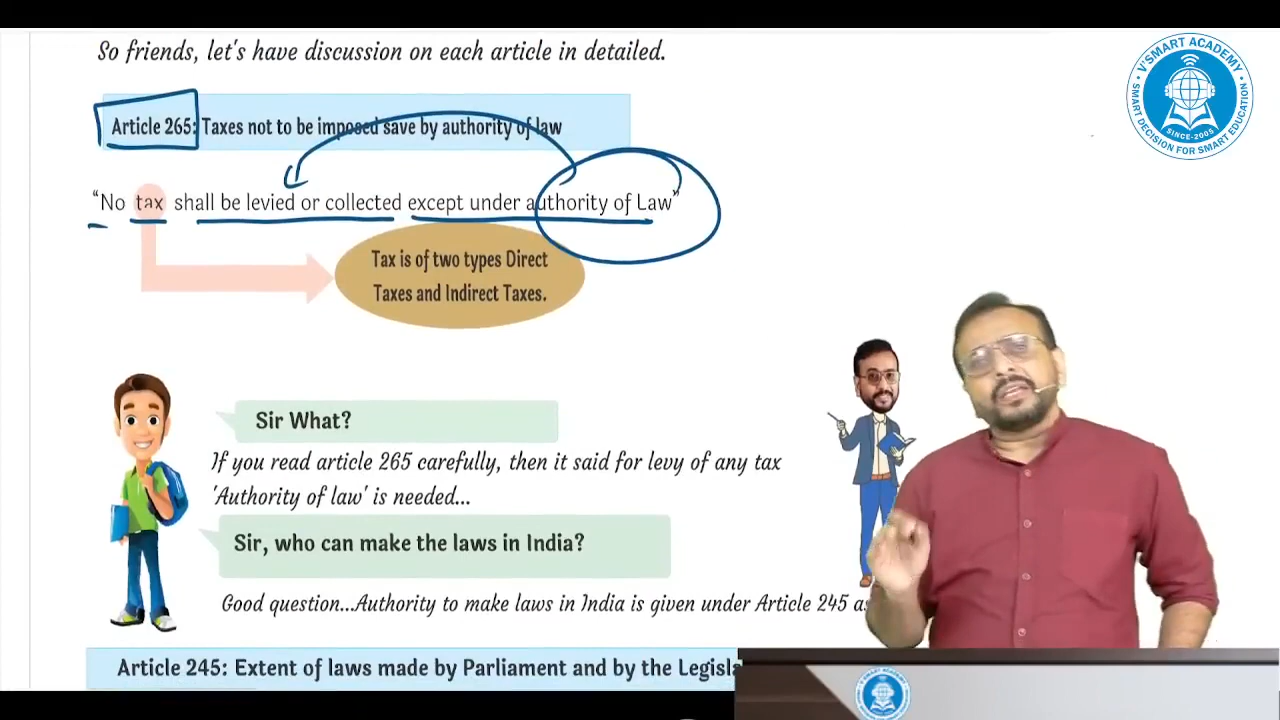 So friends, let's have discussion on each article in detailed.
V'SMART ACADEMY
SMART DECISION FOR SMART EDUCATION
SINCE-2005
Article 265: Taxes not to be imposed save by authority of law
“No tax shall be levied or collected except under authority of Law”
Tax is of two types Direct
Taxes and Indirect Taxes.
Sir What?
If you read article 265 carefully, then it said for levy of any tax
'Authority of law' is needed...
Sir, who can make the laws in India?
Good question...Authority to make laws in India is given under Article 245
Article 245: Extent of laws made by Parliament and by the